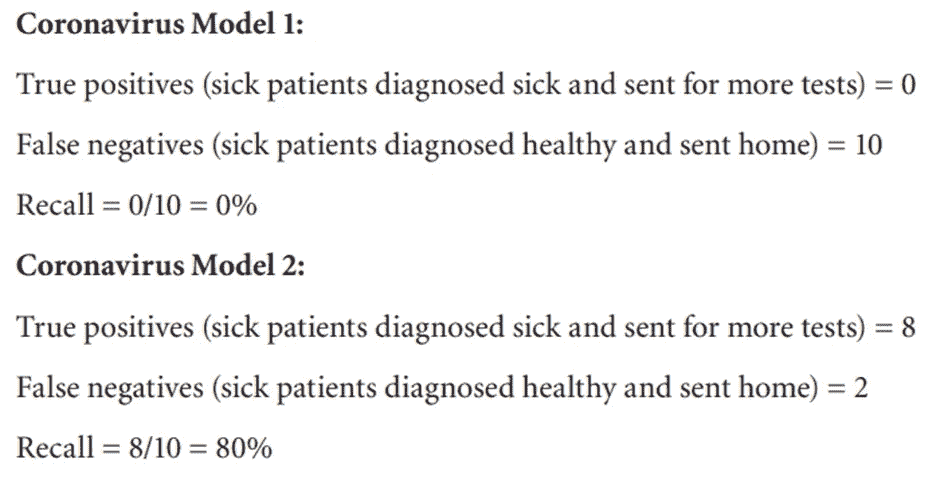 Coronavirus Model 1:
True positives (sick patients diagnosed sick and sent for more tests) = 0
False negatives (sick patients diagnosed healthy and sent home) = 10
Recall = 0/10 = 0%
Coronavirus Model 2:
True positives (sick patients diagnosed sick and sent for more tests) = 8
False negatives (sick patients diagnosed healthy and sent home) = 2
Recall = 8/10 = 80%